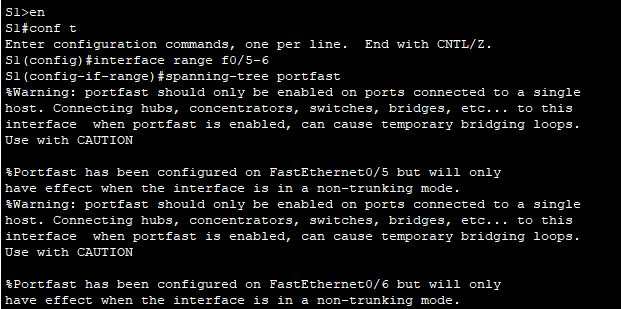 S1>en
S1#conf t
Enter configuration commands, one per line.  End with CNTL/Z.
S1(config)#interface range f0/5-6
S1(config-if-range)#spanning-tree portfast
%Warning: portfast should only be enabled on ports connected to a single
host. Connecting hubs, concentrators, switches, bridges, etc... to this
interface  when portfast is enabled, can cause temporary bridging loops.
Use with CAUTION

%Portfast has been configured on FastEthernet0/5 but will only
have effect when the interface is in a non-trunking mode.
%Warning: portfast should only be enabled on ports connected to a single
host. Connecting hubs, concentrators, switches, bridges, etc... to this
interface  when portfast is enabled, can cause temporary bridging loops.
Use with CAUTION

%Portfast has been configured on FastEthernet0/6 but will only
have effect when the interface is in a non-trunking mode.